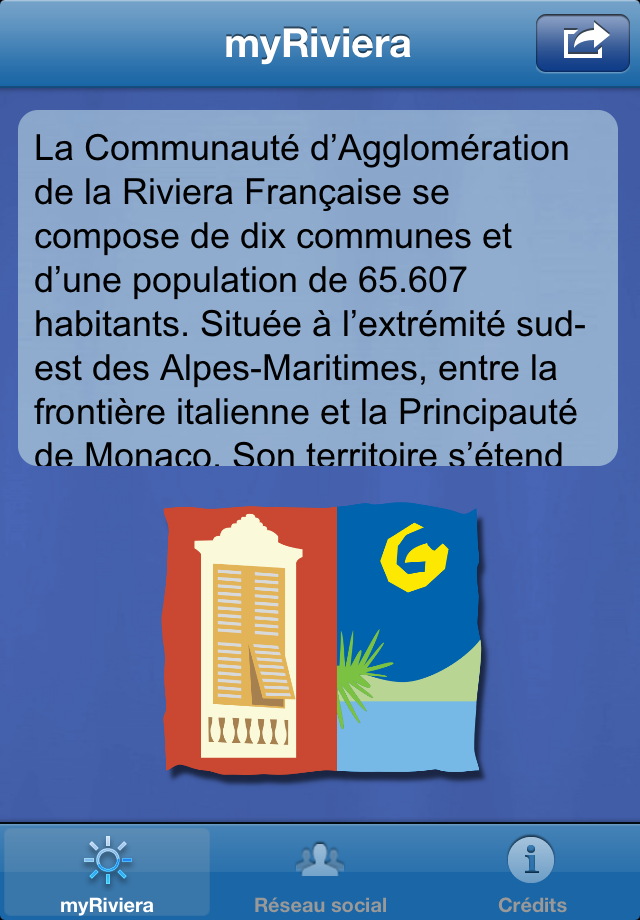 myRiviera
La Communauté d’Agglomération
de la Riviera Française se
compose de dix communes et
d’une population de 65.607
habitants. Située à l’extrémité sud-
est des Alpes-Maritimes, entre la
frontière italienne et la Principauté
de Monaco. Son territoire s’étend
myRiviera
Réseau social
Crédits